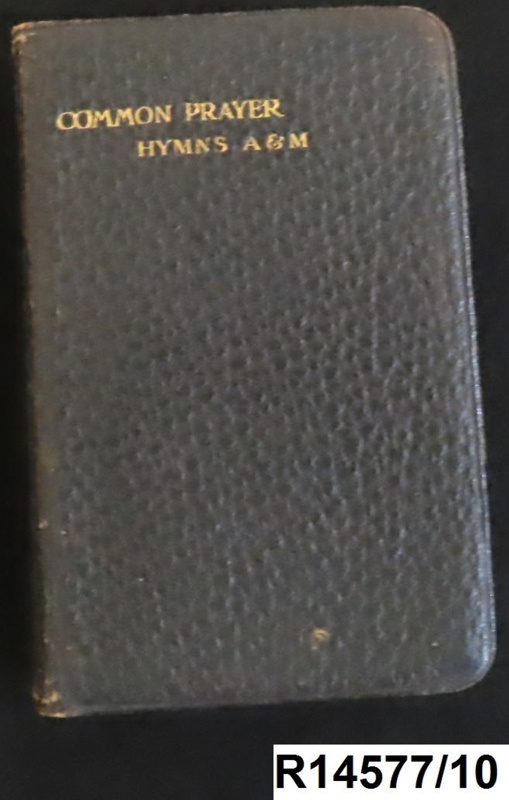 COMMON PRAYER
HYMNS A & M
R14577/10